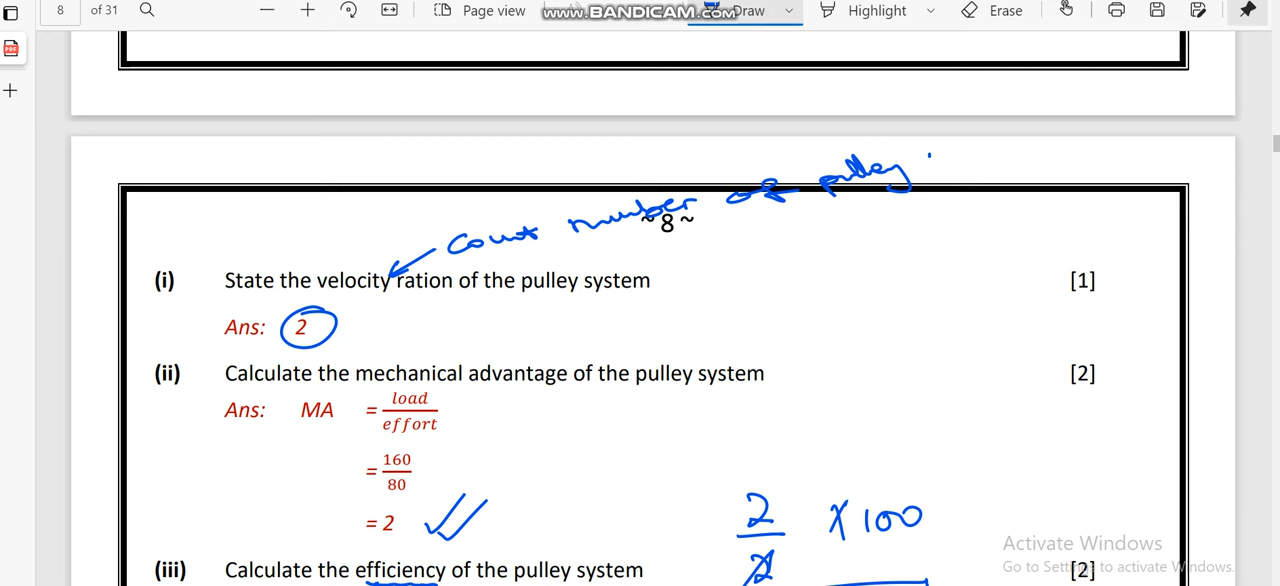 8 of 31 Page view Draw Highlight Erase
WWW.BANDICAM.COM
Count number of pulley
~ 8 ~
(i) State the velocity ration of the pulley system [1]
Ans: 2
(ii) Calculate the mechanical advantage of the pulley system [2]
Ans: MA = load
effort
= 160
80
= 2
2 × 100
2
(iii) Calculate the efficiency of the pulley system [2]
Activate Windows
Go to Settings to activate Windows.